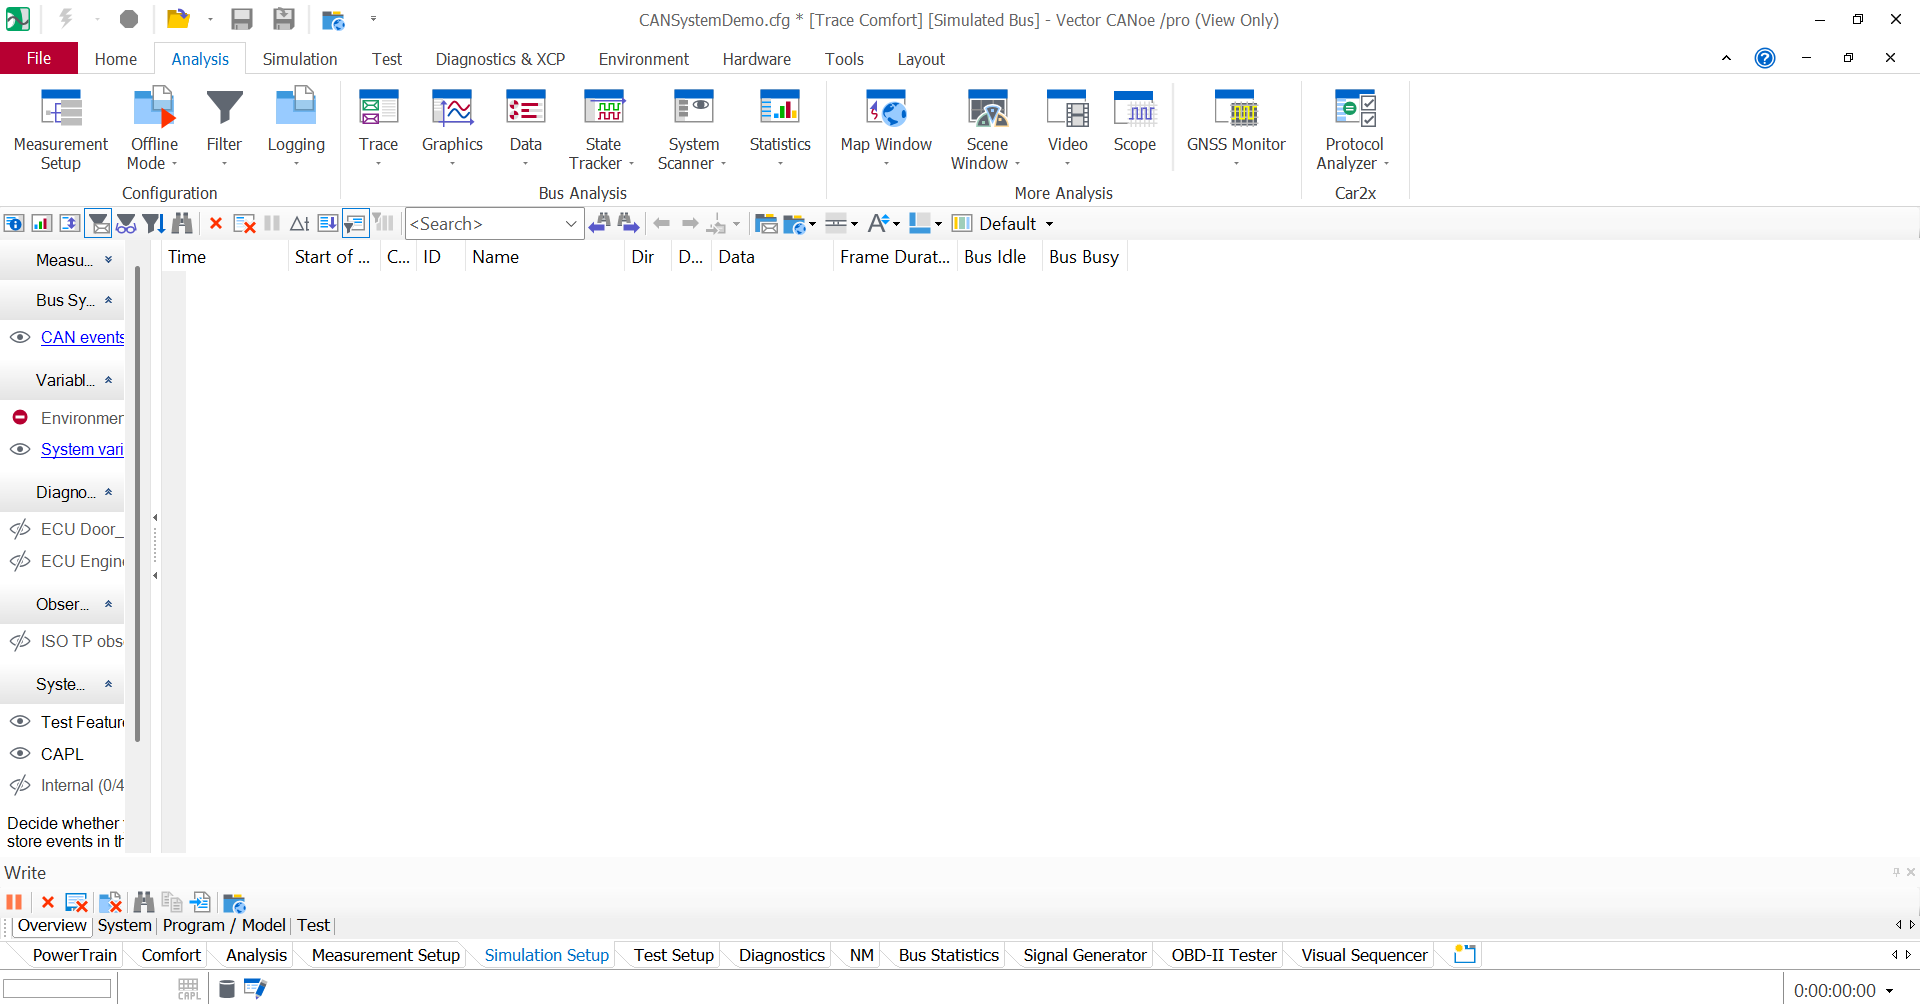 CANSystemDemo.cfg * [Trace Comfort] [Simulated Bus] - Vector CANoe /pro (View Only)
File Home Analysis Simulation Test Diagnostics & XCP Environment Hardware Tools Layout
Measurement Setup
Offline Mode
Filter
Logging
Configuration
Trace
Graphics
Data
State Tracker
System Scanner
Statistics
Bus Analysis
Map Window
Scene Window
Video
Scope
GNSS Monitor
More Analysis
Protocol Analyzer
Car2x
<Search>
Default
Measu...
Bus Sy...
CAN events
Variabl...
Environmer
System vari
Diagno...
ECU Door_
ECU Engine
Obser...
ISO TP obs
Syste...
Test Feature
CAPL
Internal (0/4
Decide whether
store events in th
Time Start of ... C... ID Name Dir D... Data Frame Durat... Bus Idle Bus Busy
Write
Overview System Program / Model Test
PowerTrain Comfort Analysis Measurement Setup Simulation Setup Test Setup Diagnostics NM Bus Statistics Signal Generator OBD-II Tester Visual Sequencer
CAPL
0:00:00:00